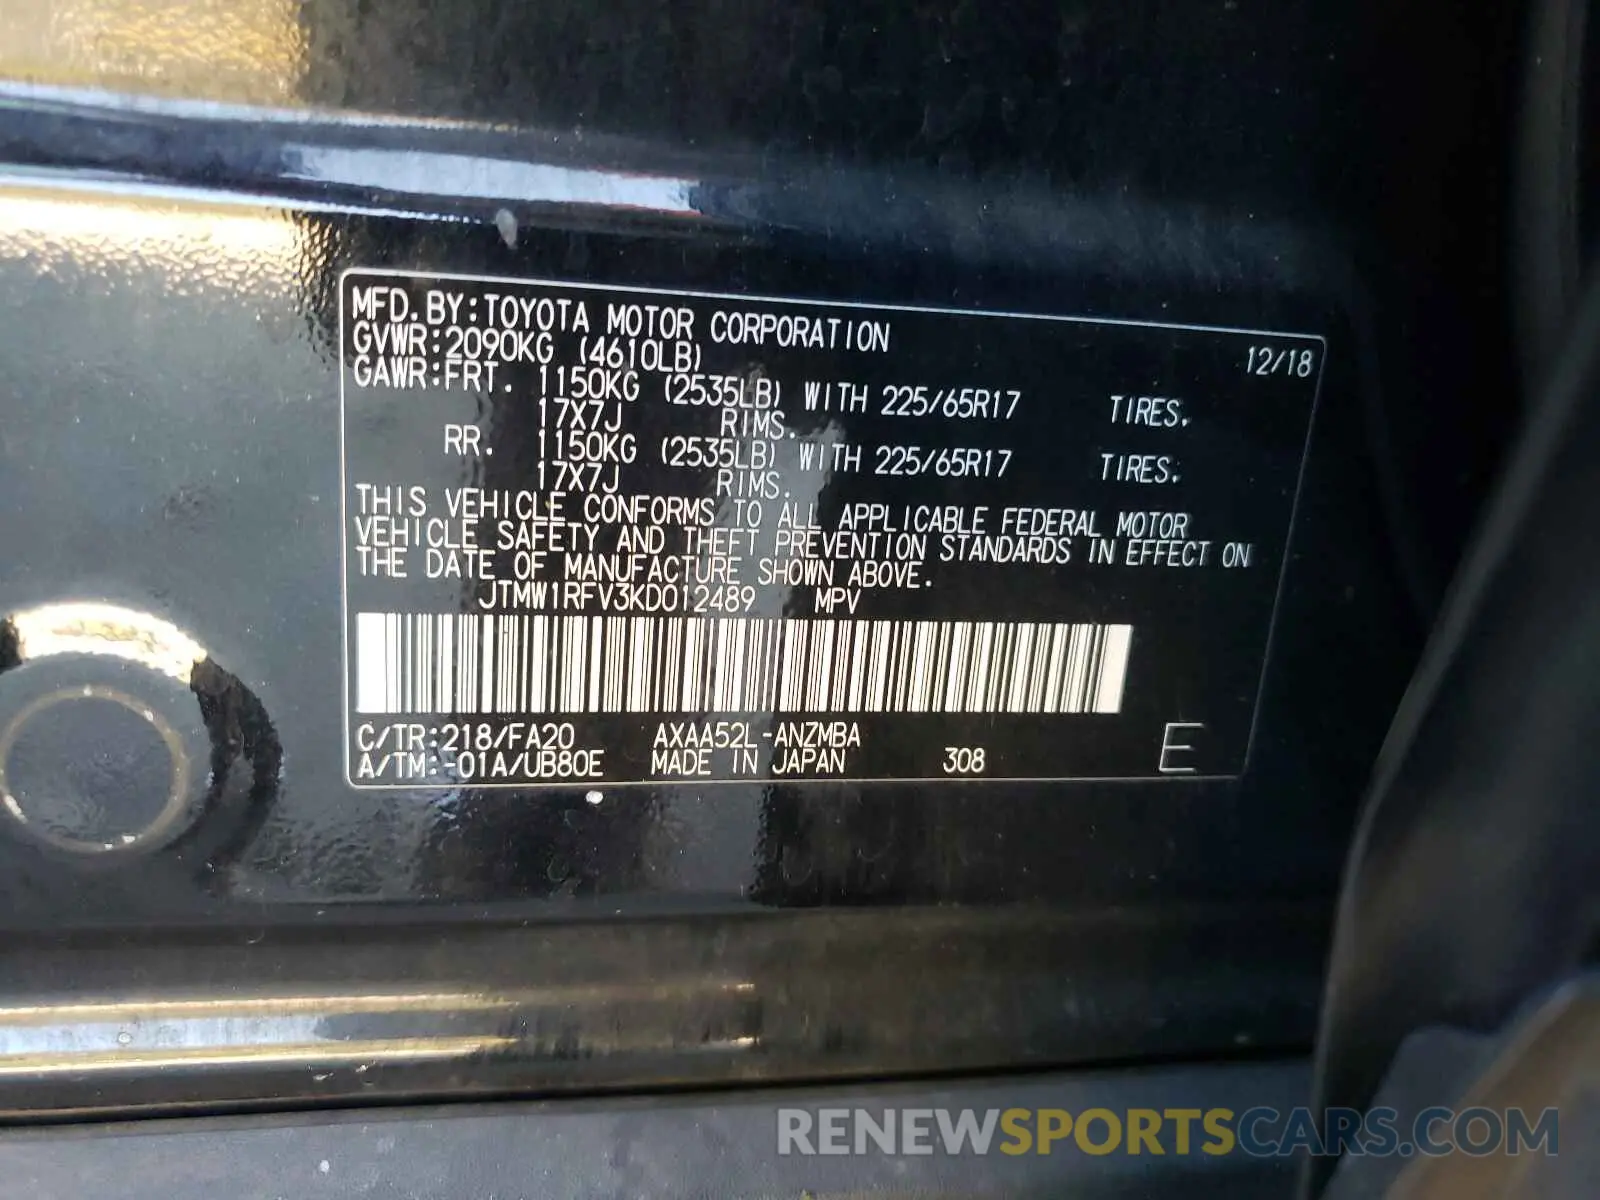 MFD. BY: TOYOTA MOTOR CORPORATION 12/18
GVWR: 2090KG (4610LB)
GAWR: FRT. 1150KG (2535LB) WITH 225/65R17 TIRES.
17X7J RIMS.
RR. 1150KG (2535LB) WITH 225/65R17 TIRES.
17X7J RIMS.
THIS VEHICLE CONFORMS TO ALL APPLICABLE FEDERAL MOTOR
VEHICLE SAFETY AND THEFT PREVENTION STANDARDS IN EFFECT ON
THE DATE OF MANUFACTURE SHOWN ABOVE.
JTMW1RFV3KD012489 MPV
C/TR: 218/FA20 AXAA52L-ANZMBA
A/TM: -01A/UB80E MADE IN JAPAN 308 E
RENEWSPORTSCARS.COM